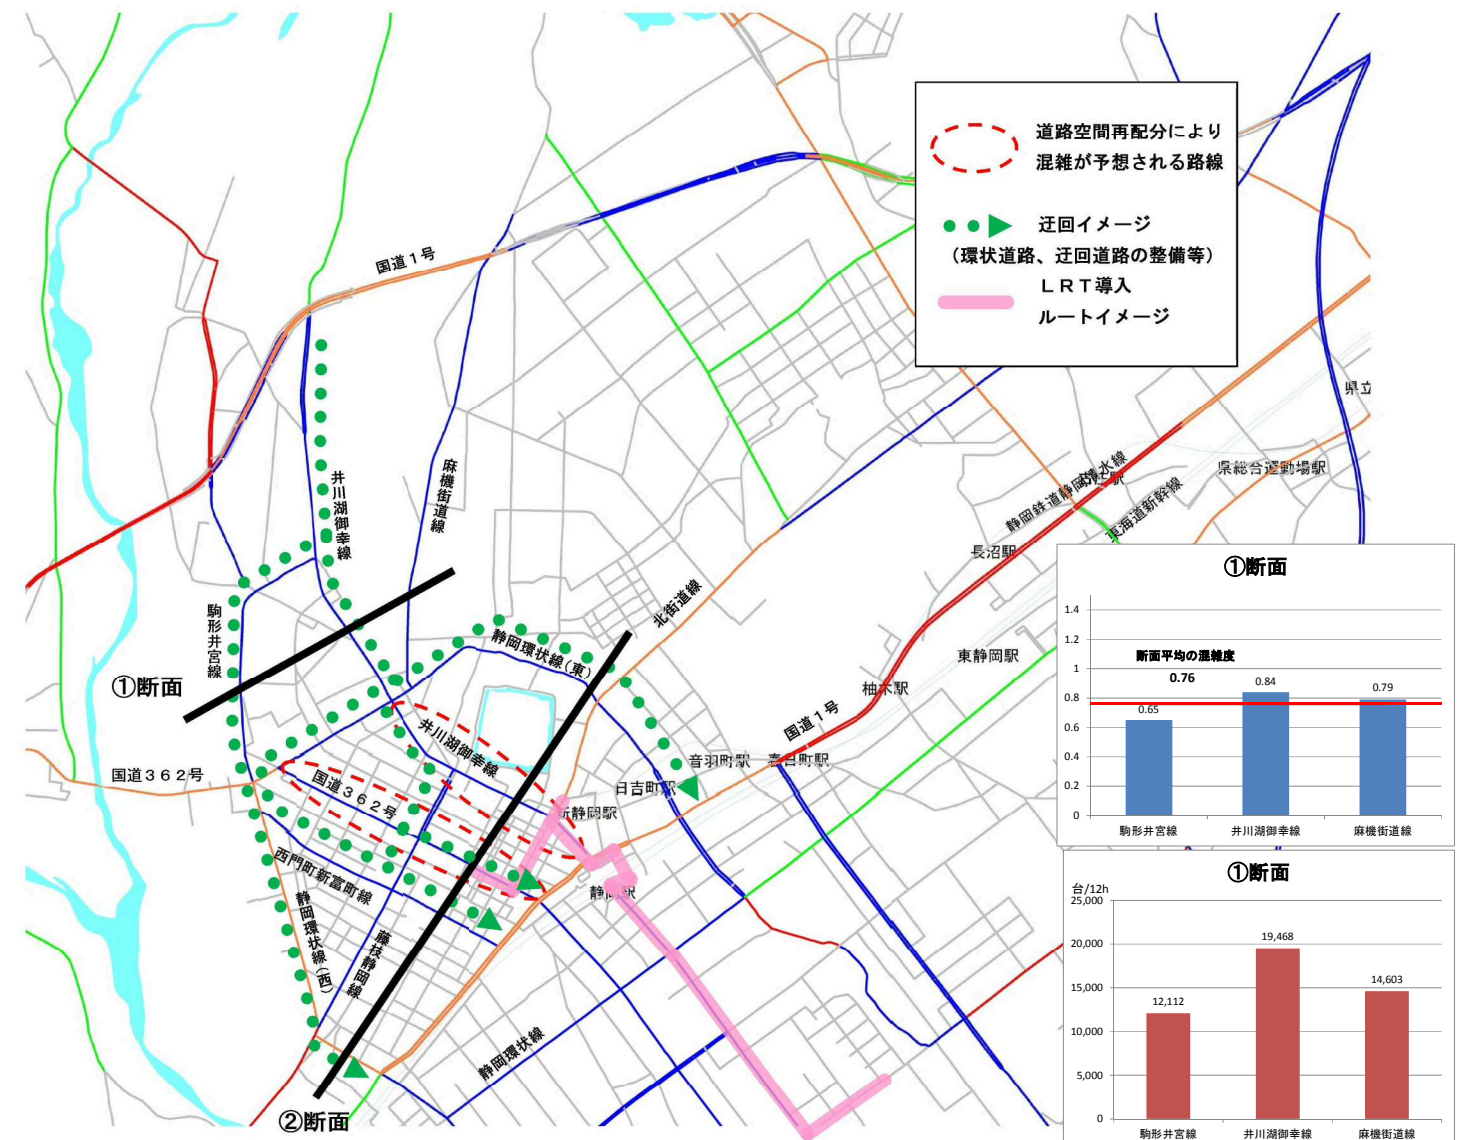 道路空間再配分により
混雑が予想される路線
迂回イメージ
（環状道路、迂回道路の整備等）
ＬＲＴ導入
ルートイメージ
国道１号
麻機街道線
井川湖御幸線
駒形井宮線
①断面
静岡環状線（東）
北街道線
静岡鉄道静岡清水線
東海道新幹線
県総合運動場駅
県立
長沼駅
東静岡駅
柚木駅
国道１号
春日町駅
音羽町駅
日吉町駅
新静岡駅
静岡駅
国道３６２号
井川湖御幸線
国道３６２号
西門町新富町線
静岡環状線（西）
藤枝静岡線
静岡環状線
②断面
①断面
1.4
1.2
1
0.8
0.6
0.4
0.2
0
断面平均の混雑度
0.76
0.65
0.84
0.79
駒形井宮線
井川湖御幸線
麻機街道線
①断面
台/12h
25,000
20,000
15,000
10,000
5,000
0
12,112
19,468
14,603
駒形井宮線
井川湖御幸線
麻機街道線